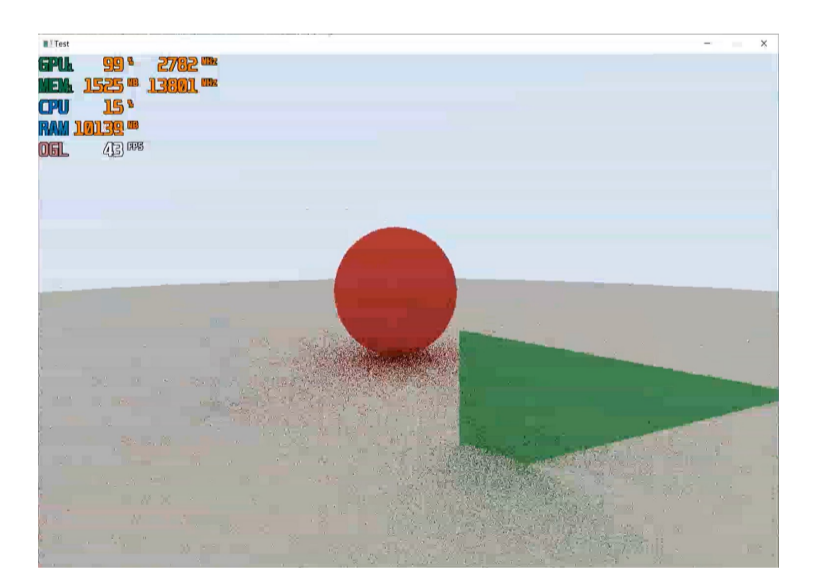 Test
GPU 99 % 2782 MHz
MEM 1525 MB 13801 MHz
CPU 15 %
RAM 10139 MB
OGL 43 FPS